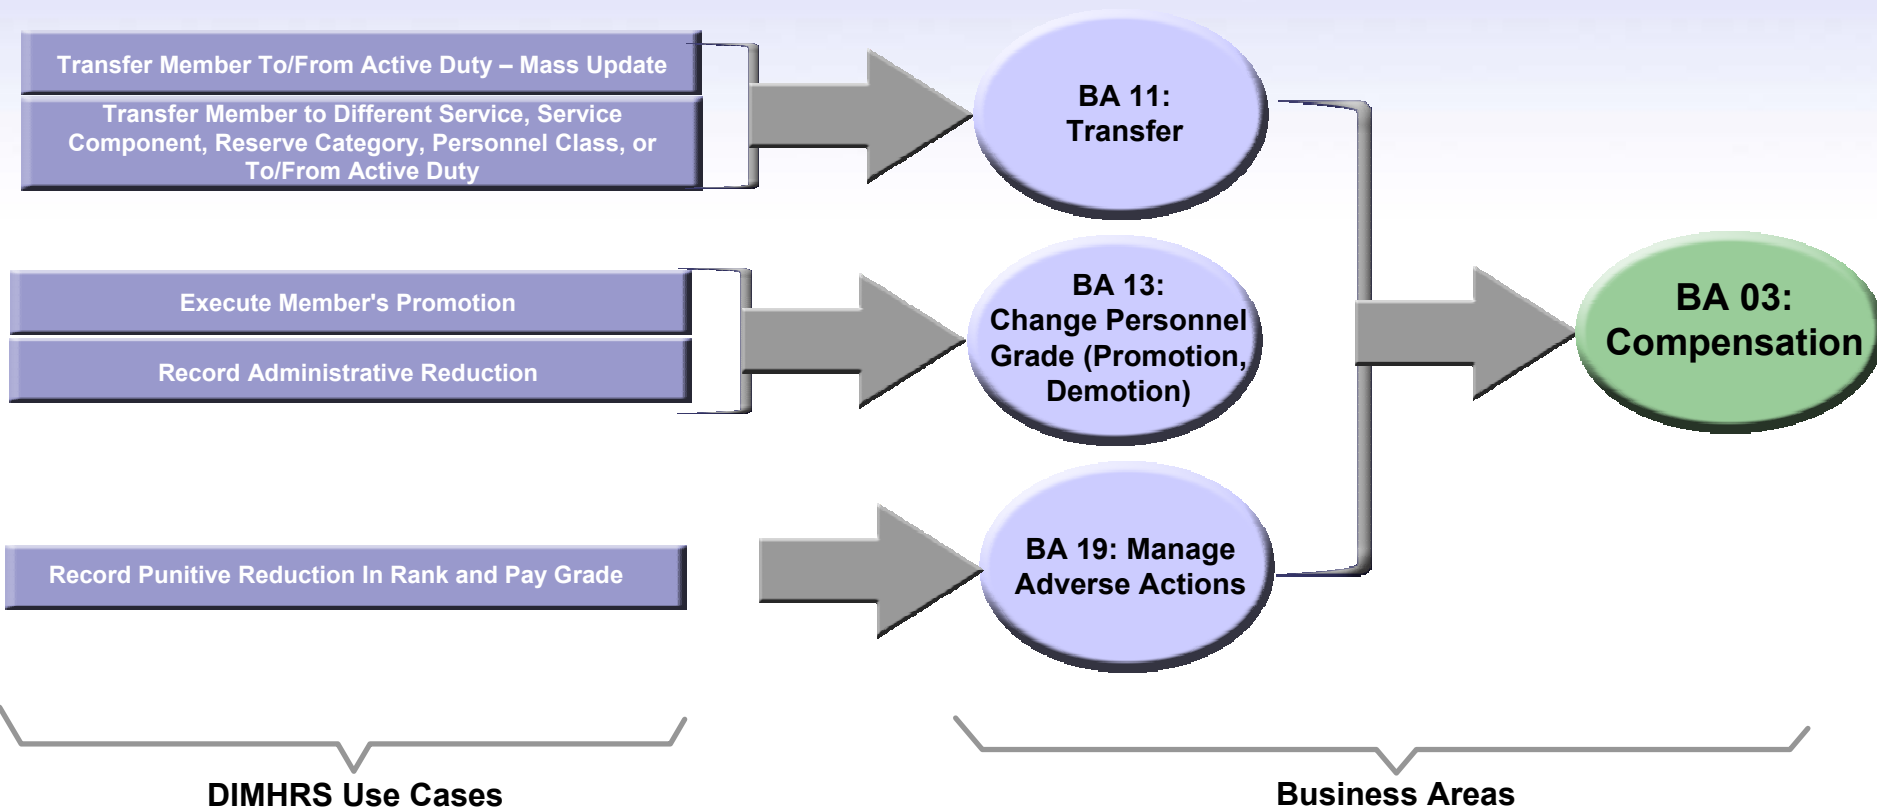 Transfer Member To/From Active Duty – Mass Update
Transfer Member to Different Service, Service
Component, Reserve Category, Personnel Class, or
To/From Active Duty
BA 11:
Transfer
Execute Member's Promotion
Record Administrative Reduction
BA 13:
Change Personnel
Grade (Promotion,
Demotion)
BA 03:
Compensation
Record Punitive Reduction In Rank and Pay Grade
BA 19: Manage
Adverse Actions
DIMHRS Use Cases
Business Areas